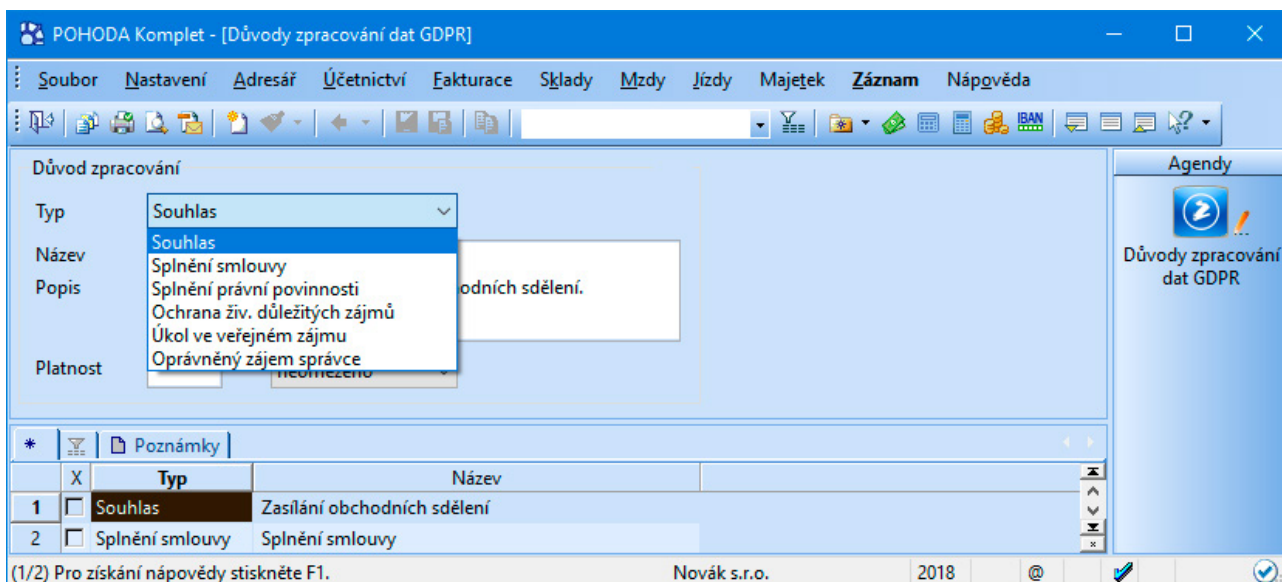 POHODA Komplet - [Důvody zpracování dat GDPR]
Soubor Nastavení Adresář Účetnictví Fakturace Sklady Mzdy Jízdy Majetek Záznam Nápověda
IBAN
Důvod zpracování
Typ Souhlas
Souhlas
Název
Splnění smlouvy
Popis
Splnění právní povinnosti
odních sdělení.
Ochrana živ. důležitých zájmů
Úkol ve veřejném zájmu
Oprávněný zájem správce
Platnost
neomezeno
Agendy
Důvody zpracování
dat GDPR
* Poznámky
X Typ Název
1 Souhlas Zasílání obchodních sdělení
2 Splnění smlouvy Splnění smlouvy
(1/2) Pro získání nápovědy stiskněte F1. Novák s.r.o. 2018 @